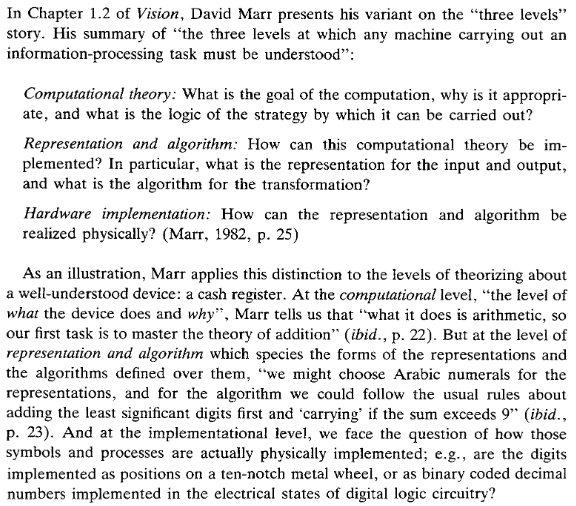 In Chapter 1.2 of Vision, David Marr presents his variant on the “three levels”
story. His summary of “the three levels at which any machine carrying out an
information-processing task must be understood”:
Computational theory: What is the goal of the computation, why is it appropri-
ate, and what is the logic of the strategy by which it can be carried out?
Representation and algorithm: How can this computational theory be im-
plemented? In particular, what is the representation for the input and output,
and what is the algorithm for the transformation?
Hardware implementation: How can the representation and algorithm be
realized physically? (Marr, 1982, p. 25)
As an illustration, Marr applies this distinction to the levels of theorizing about
a well-understood device: a cash register. At the computational level, “the level of
what the device does and why”, Marr tells us that “what it does is arithmetic, so
our first task is to master the theory of addition” (ibid., p. 22). But at the level of
representation and algorithm which species the forms of the representations and
the algorithms defined over them, “we might choose Arabic numerals for the
representations, and for the algorithm we could follow the usual rules about
adding the least significant digits first and ‘carrying’ if the sum exceeds 9” (ibid.,
p. 23). And at the implementational level, we face the question of how those
symbols and processes are actually physically implemented; e.g., are the digits
implemented as positions on a ten-notch metal wheel, or as binary coded decimal
numbers implemented in the electrical states of digital logic circuitry?